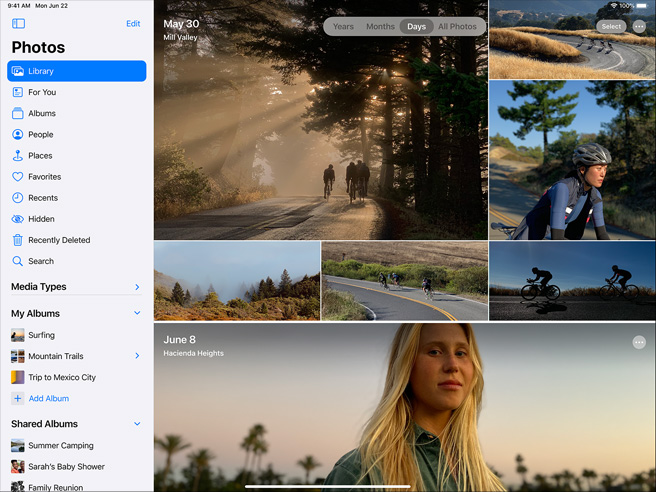 9:41 AM Mon Jun 22
100%
Edit
Photos
Library
For You
Albums
People
Places
Favorites
Recents
Hidden
Recently Deleted
Search
Media Types
My Albums
Surfing
Mountain Trails
Trip to Mexico City
Add Album
Shared Albums
Summer Camping
Sarah's Baby Shower
Family Reunion
May 30
Mill Valley
Years Months Days All Photos
Select
June 8
Hacienda Heights